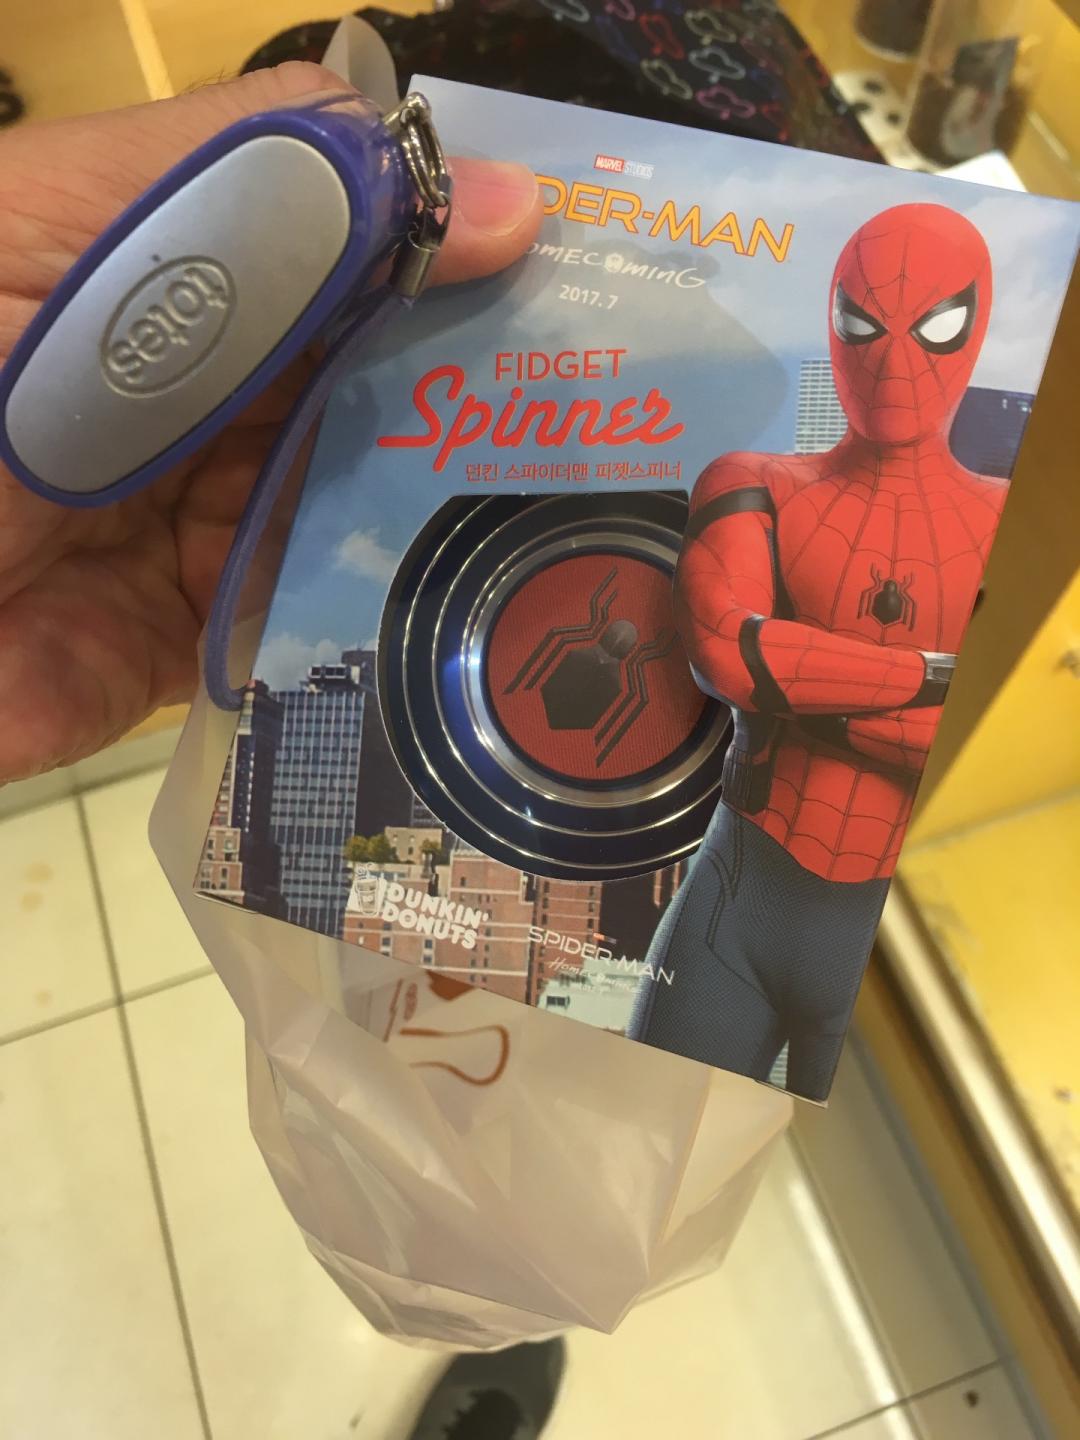 MARVEL STUDIOS
DER-MAN
OMECOMING
2017.7
FIDGET
Spinner
던킨 스파이더맨 피젯스피너
totes
DUNKIN'
DONUTS
SPIDER-MAN